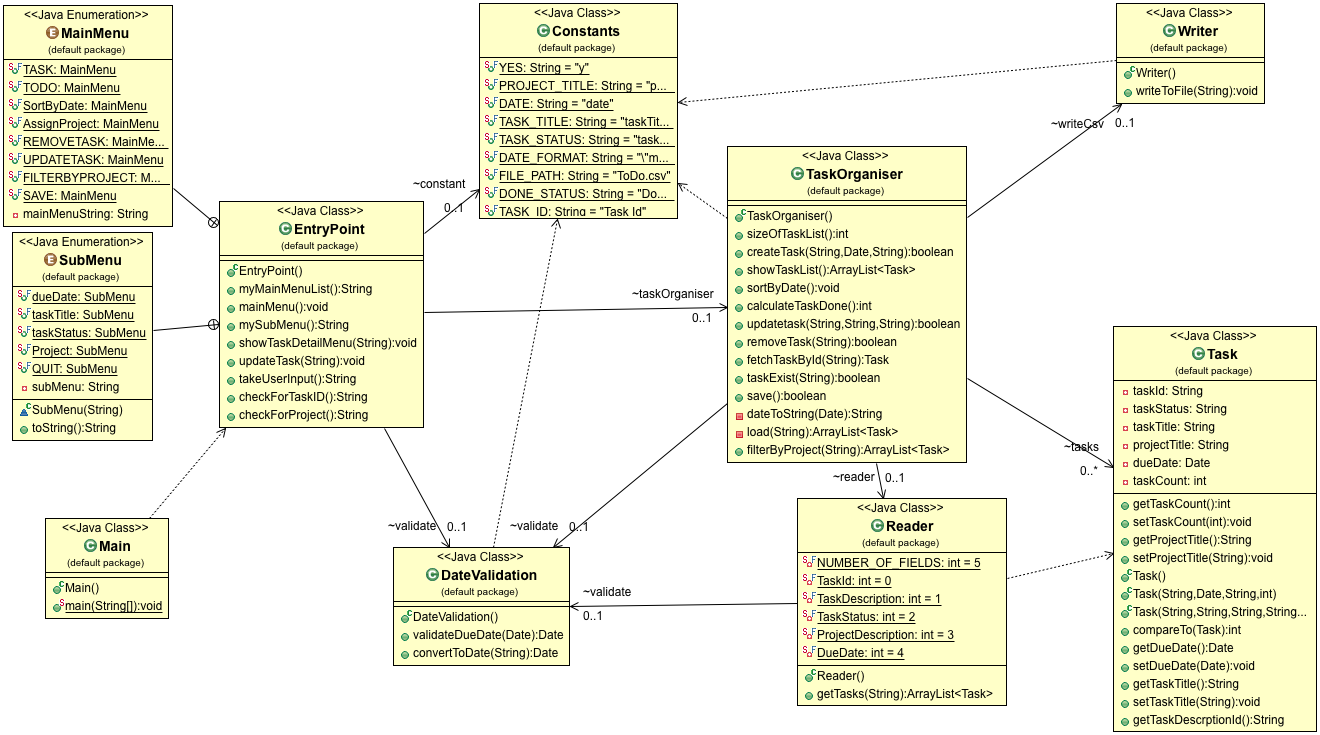 <<Java Enumeration>>
MainMenu
(default package)
TASK: MainMenu
TODO: MainMenu
SortByDate: MainMenu
AssignProject: MainMenu
REMOVETASK: MainMe...
UPDATETASK: MainMenu
FILTERBYPROJECT: M...
SAVE: MainMenu
mainMenuString: String
<<Java Enumeration>>
SubMenu
(default package)
dueDate: SubMenu
taskTitle: SubMenu
taskStatus: SubMenu
Project: SubMenu
QUIT: SubMenu
subMenu: String
SubMenu(String)
toString():String
<<Java Class>>
EntryPoint
(default package)
EntryPoint()
myMainMenuList():String
mainMenu():void
mySubMenu():String
showTaskDetailMenu(String):void
updateTask(String):void
takeUserInput():String
checkForTaskID():String
checkForProject():String
<<Java Class>>
Main
(default package)
Main()
main(String[]):void
~constant
0..1
<<Java Class>>
Constants
(default package)
YES: String = "y"
PROJECT_TITLE: String = "p...
DATE: String = "date"
TASK_TITLE: String = "taskTit...
TASK_STATUS: String = "task...
DATE_FORMAT: String = "\"m...
FILE_PATH: String = "ToDo.csv"
DONE_STATUS: String = "Do...
TASK_ID: String = "Task Id"
~taskOrganiser
0..1
~validate
0..1
~validate
0..1
<<Java Class>>
DateValidation
(default package)
DateValidation()
validateDueDate(Date):Date
convertToDate(String):Date
~validate
0..1
<<Java Class>>
TaskOrganiser
(default package)
TaskOrganiser()
sizeOfTaskList():int
createTask(String,Date,String):boolean
showTaskList():ArrayList<Task>
sortByDate():void
calculateTaskDone():int
updatetask(String,String,String):boolean
removeTask(String):boolean
fetchTaskById(String):Task
taskExist(String):boolean
save():boolean
dateToString(Date):String
load(String):ArrayList<Task>
filterByProject(String):ArrayList<Task>
~reader
0..1
<<Java Class>>
Reader
(default package)
NUMBER_OF_FIELDS: int = 5
TaskId: int = 0
TaskDescription: int = 1
TaskStatus: int = 2
ProjectDescription: int = 3
DueDate: int = 4
Reader()
getTasks(String):ArrayList<Task>
<<Java Class>>
Writer
(default package)
Writer()
writeToFile(String):void
~writeCsv
0..1
~tasks
0..*
<<Java Class>>
Task
(default package)
taskId: String
taskStatus: String
taskTitle: String
projectTitle: String
dueDate: Date
taskCount: int
getTaskCount():int
setTaskCount(int):void
getProjectTitle():String
setProjectTitle(String):void
Task()
Task(String,Date,String,int)
Task(String,String,String,String...
compareTo(Task):int
getDueDate():Date
setDueDate(Date):void
getTaskTitle():String
setTaskTitle(String):void
getTaskDescrptionId():String